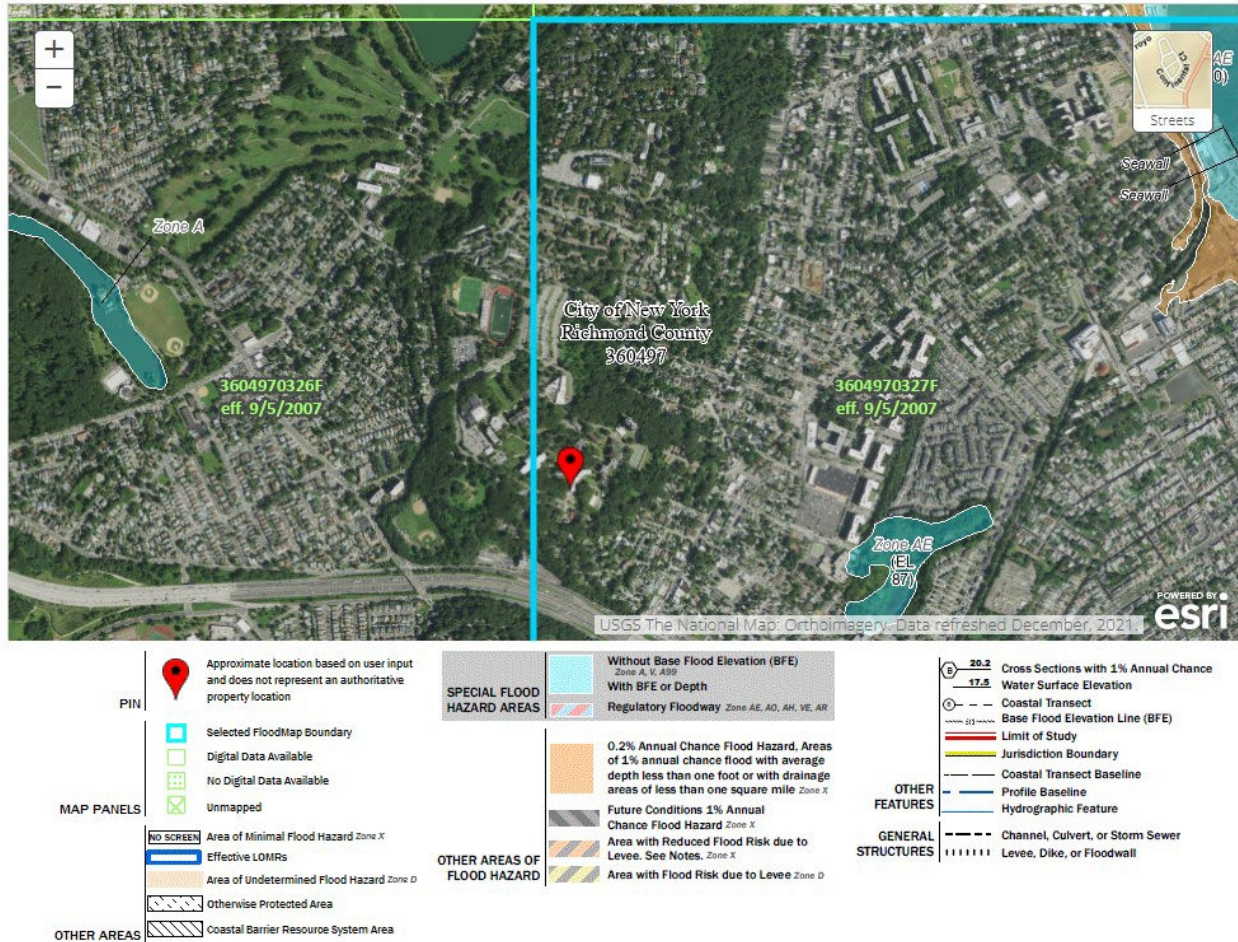 +
−
royo
Continental Ct
Streets
AE
0)
Seawall
Seawall
Zone A
City of New York
Richmond County
360497
3604970326F
eff. 9/5/2007
3604970327F
eff. 9/5/2007
Zone AE
(EL
87)
POWERED BY
esri
USGS The National Map: Orthoimagery. Data refreshed December, 2021.
PIN
Approximate location based on user input
and does not represent an authoritative
property location
MAP PANELS
Selected FloodMap Boundary
Digital Data Available
No Digital Data Available
Unmapped
OTHER AREAS
NO SCREEN Area of Minimal Flood Hazard Zone X
Effective LOMRs
Area of Undetermined Flood Hazard Zone D
Otherwise Protected Area
Coastal Barrier Resource System Area
SPECIAL FLOOD
HAZARD AREAS
Without Base Flood Elevation (BFE)
Zone A, V, A99
With BFE or Depth
Regulatory Floodway Zone AE, AO, AH, VE, AR
OTHER AREAS OF
FLOOD HAZARD
0.2% Annual Chance Flood Hazard, Areas
of 1% annual chance flood with average
depth less than one foot or with drainage
areas of less than one square mile Zone X
Future Conditions 1% Annual
Chance Flood Hazard Zone X
Area with Reduced Flood Risk due to
Levee. See Notes. Zone X
Area with Flood Risk due to Levee Zone D
OTHER
FEATURES
B 20.2 Cross Sections with 1% Annual Chance
17.5 Water Surface Elevation
8 Coastal Transect
513 Base Flood Elevation Line (BFE)
Limit of Study
Jurisdiction Boundary
Coastal Transect Baseline
Profile Baseline
Hydrographic Feature
GENERAL
STRUCTURES
Channel, Culvert, or Storm Sewer
Levee, Dike, or Floodwall